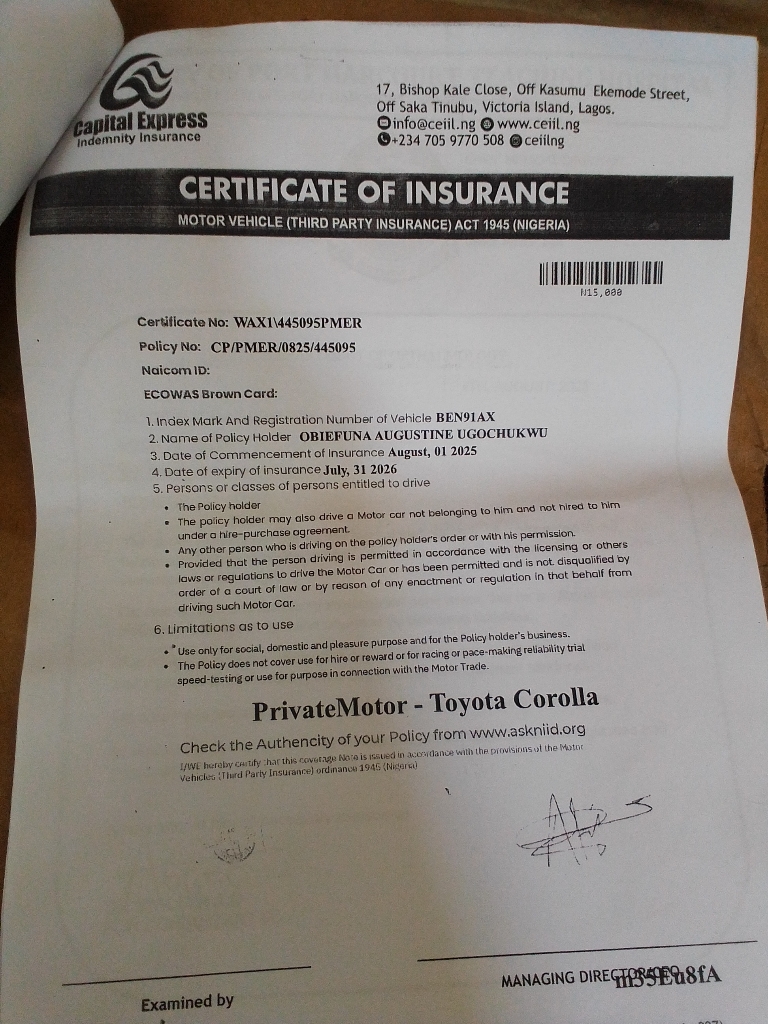 Capital Express
Indemnity Insurance
17, Bishop Kale Close, Off Kasumu Ekemode Street,
Off Saka Tinubu, Victoria Island, Lagos.
info@ceiil.ng www.ceiil.ng
+234 705 9770 508 ceiilng
CERTIFICATE OF INSURANCE
MOTOR VEHICLE (THIRD PARTY INSURANCE) ACT 1945 (NIGERIA)
₦15,000
Certificate No: WAX1\445095PMER
Policy No: CP/PMER/0825/445095
Naicom ID:
ECOWAS Brown Card:
1. Index Mark And Registration Number of Vehicle BEN91AX
2. Name of Policy Holder OBIEFUNA AUGUSTINE UGOCHUKWU
3. Date of Commencement of Insurance August, 01 2025
4. Date of expiry of insurance July, 31 2026
5. Persons or classes of persons entitled to drive
• The Policy holder
• The policy holder may also drive a Motor car not belonging to him and not hired to him
under a hire-purchase agreement.
• Any other person who is driving on the policy holder's order or with his permission.
• Provided that the person driving is permitted in accordance with the licensing or others
laws or regulations to drive the Motor Car or has been permitted and is not. disqualified by
order of a court of law or by reason of any enactment or regulation in that behalf from
driving such Motor Car.
6. Limitations as to use
• Use only for social, domestic and pleasure purpose and for the Policy holder's business.
• The Policy does not cover use for hire or reward or for racing or pace-making reliability trial
speed-testing or use for purpose in connection with the Motor Trade.
PrivateMotor - Toyota Corolla
Check the Authencity of your Policy from www.askniid.org
I/WE hereby certify that this coverage Note is issued in accordance with the provisions of the Motor
Vehicles (Third Party Insurance) ordinance 1945 (Nigeria)
MANAGING DIRECTOR/CEO
m35Eu8fA
Examined by